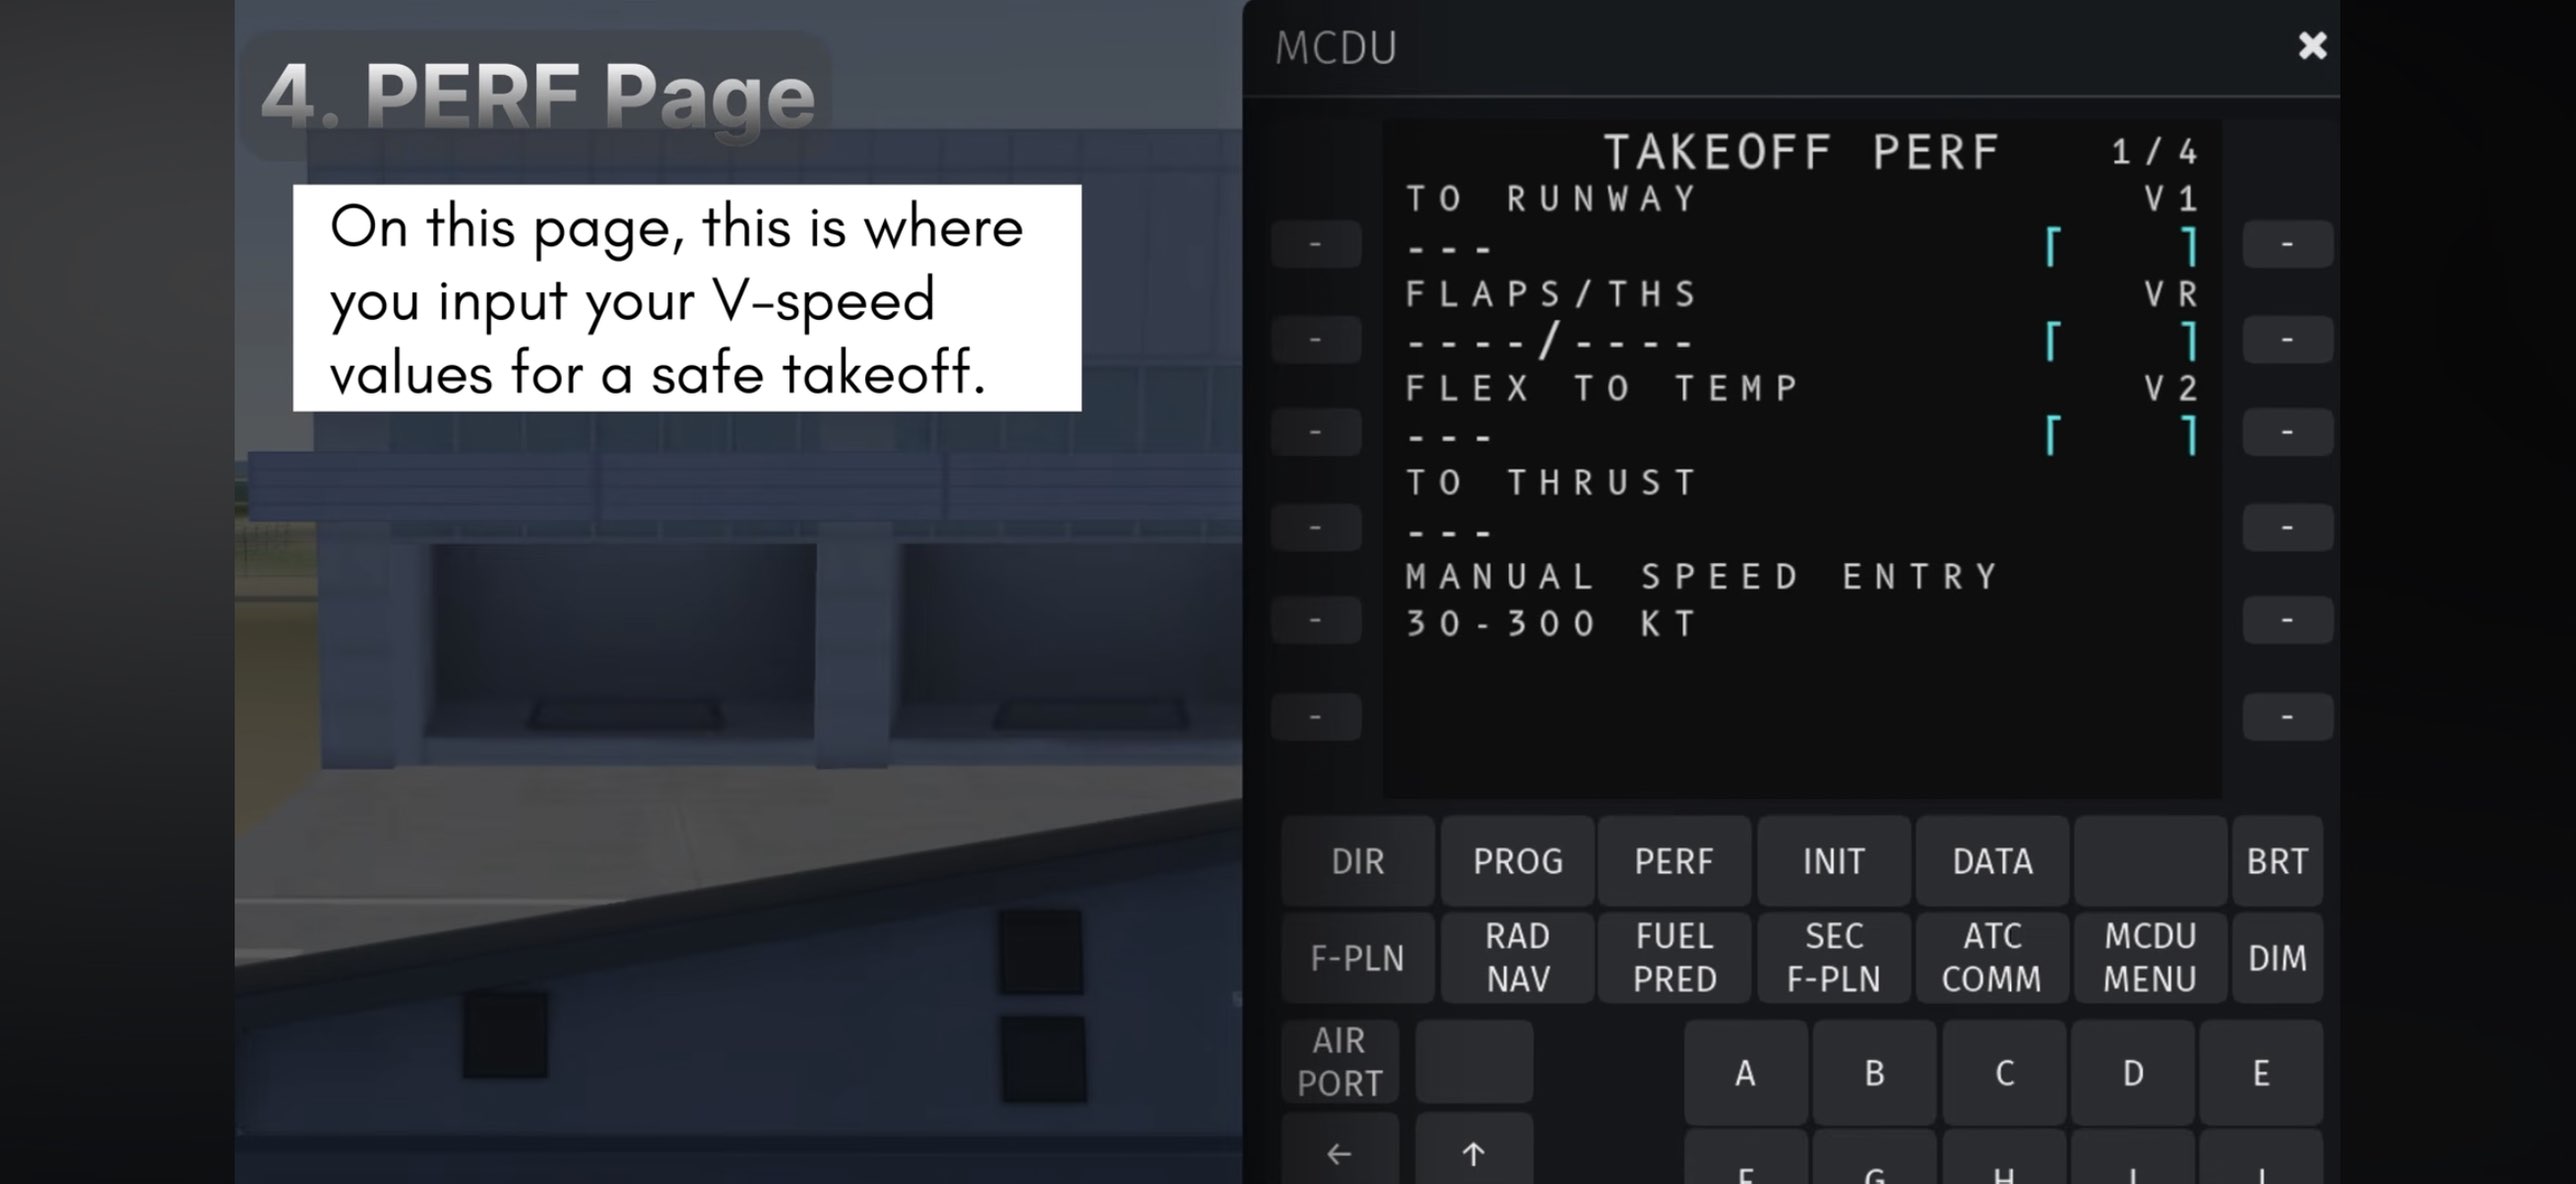 4. PERF Page
On this page, this is where
you input your V-speed
values for a safe takeoff.
MCDU ×
TAKEOFF PERF 1/4
TO RUNWAY V1
--- [ ]
FLAPS/THS VR
----/---- [ ]
FLEX TO TEMP V2
--- [ ]
TO THRUST
---
MANUAL SPEED ENTRY
30-300 KT
DIR PROG PERF INIT DATA BRT
F-PLN RAD NAV FUEL PRED SEC F-PLN ATC COMM MCDU MENU DIM
AIR PORT A B C D E
← ↑ F G H